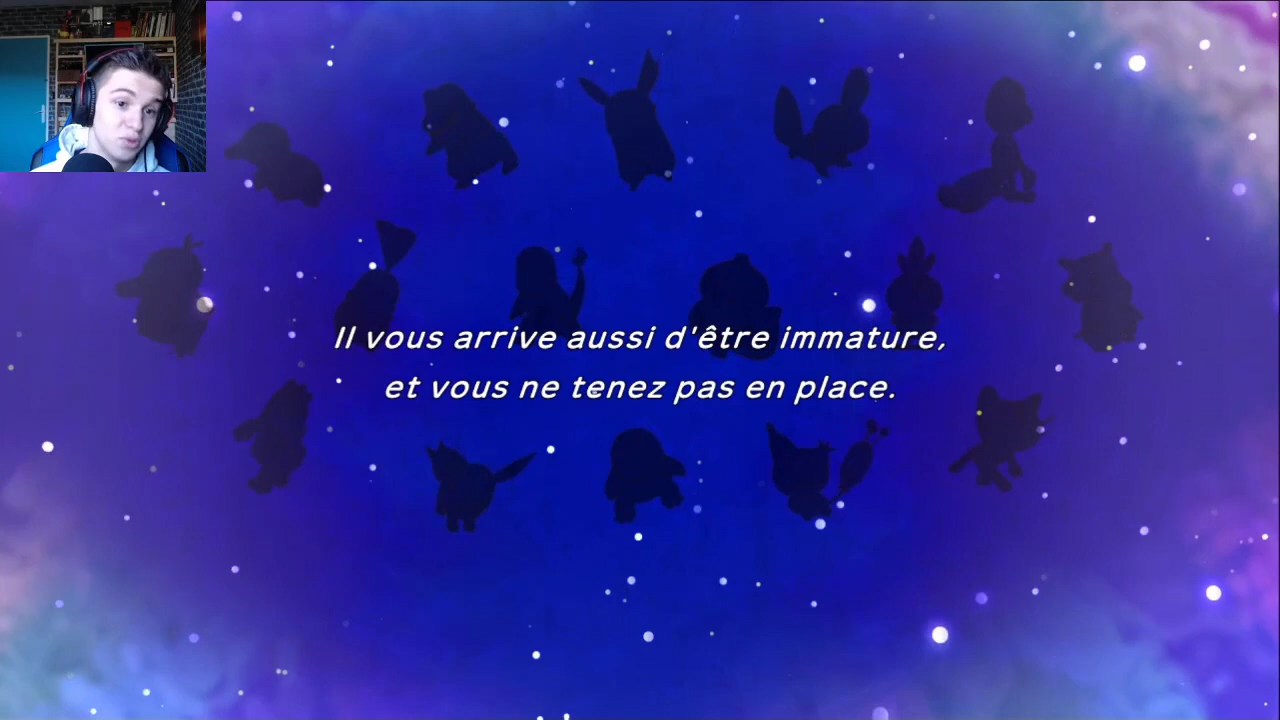 Il vous arrive aussi d'être immature,
et vous ne tenez pas en place.